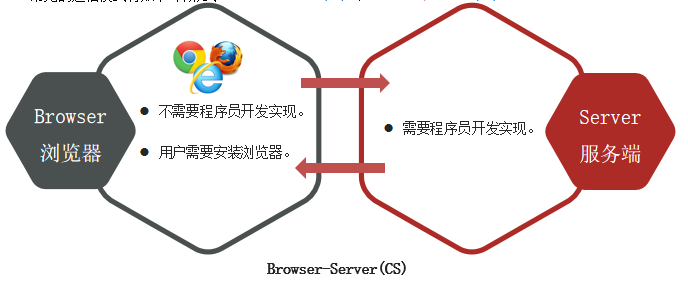 Browser
浏览器
● 不需要程序员开发实现。
● 用户需要安装浏览器。
● 需要程序员开发实现。
Server
服务端
Browser-Server(CS)